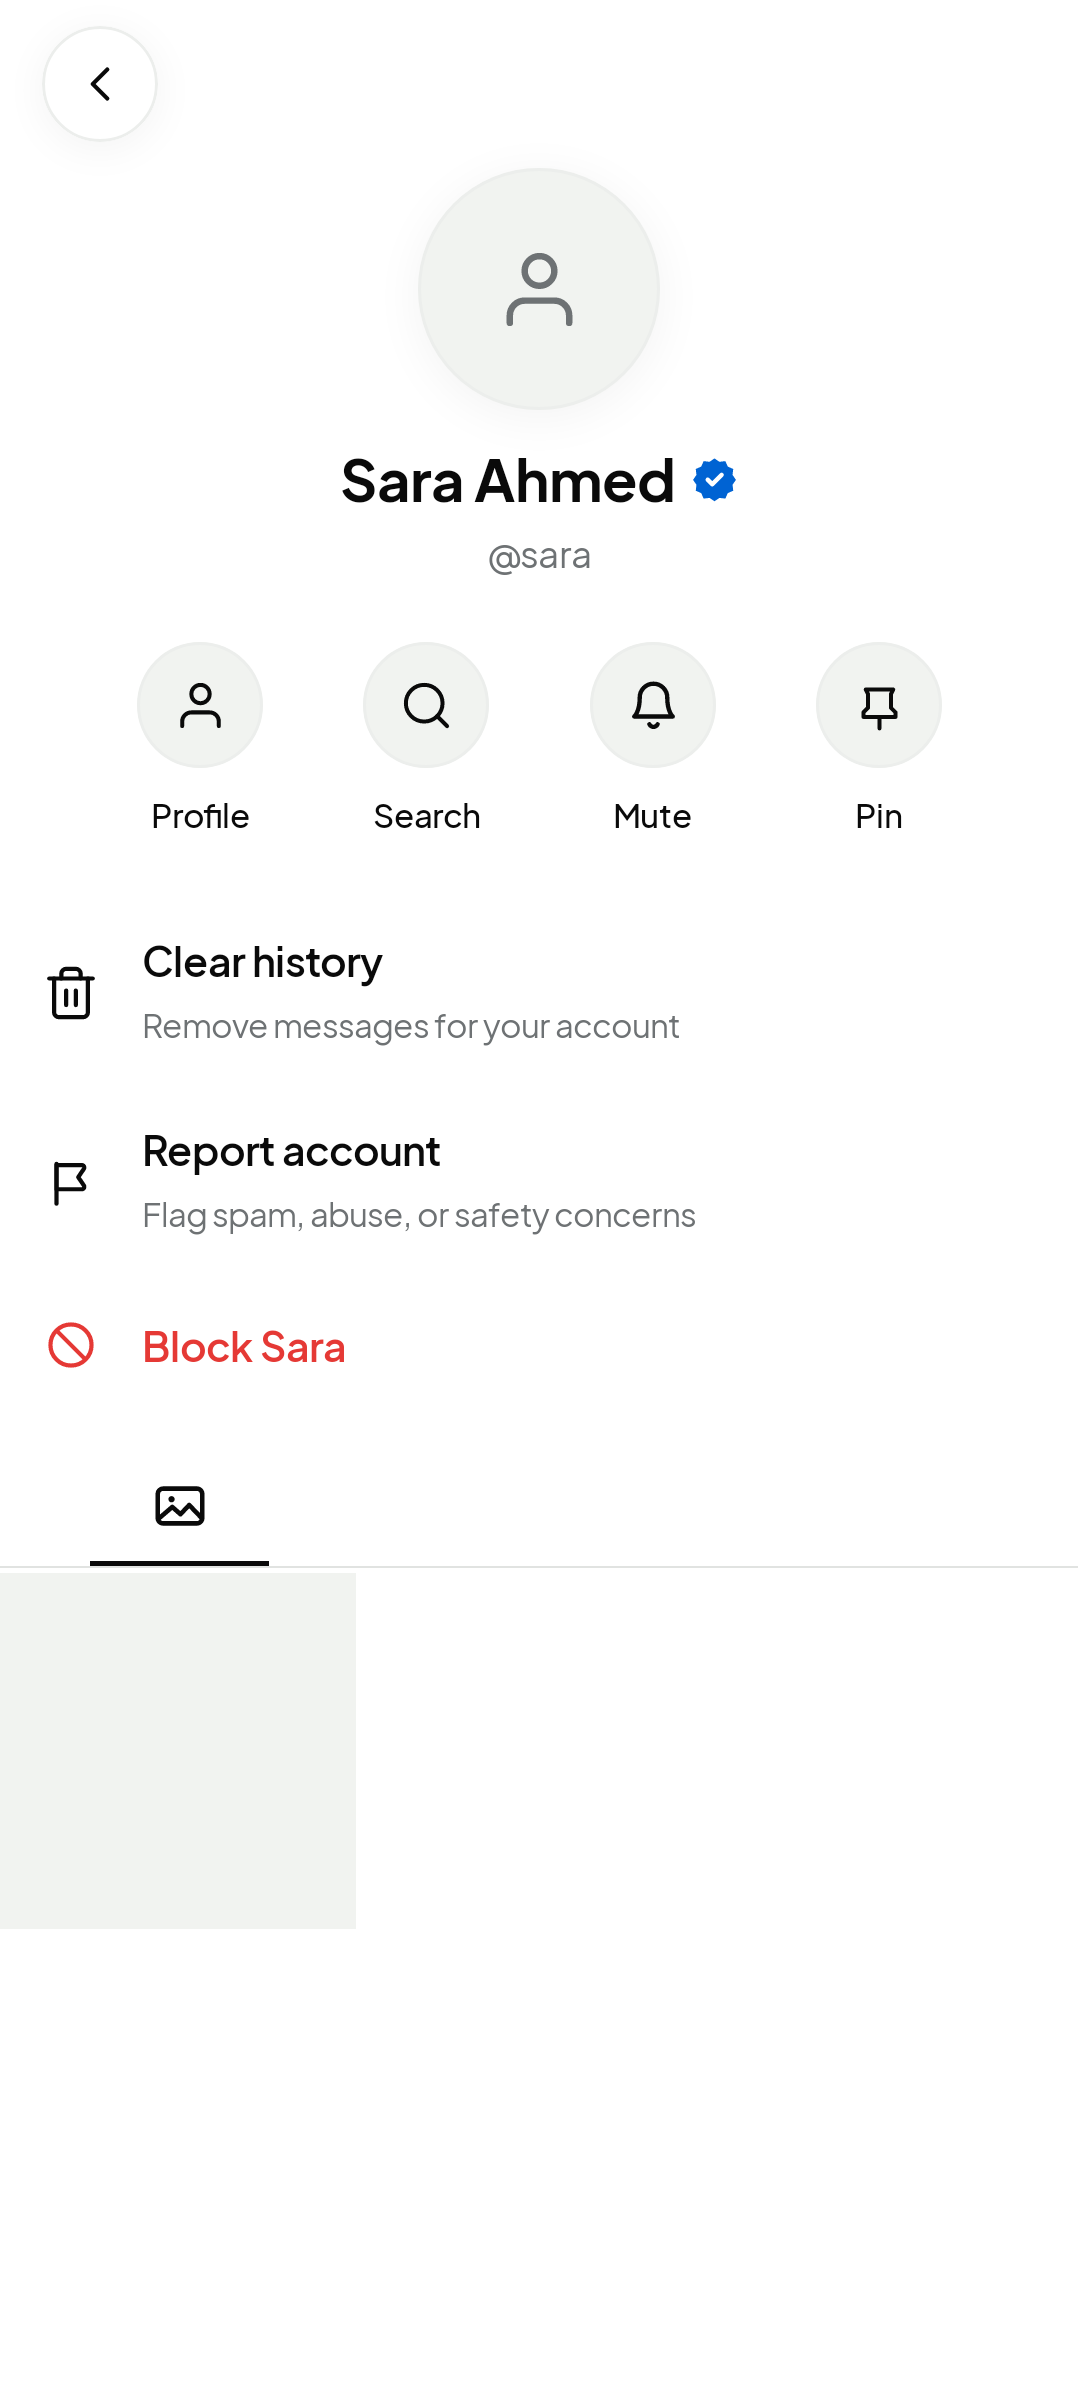 Sara Ahmed
@sara
Profile
Search
Mute
Pin
Clear history
Remove messages for your account
Report account
Flag spam, abuse, or safety concerns
Block Sara